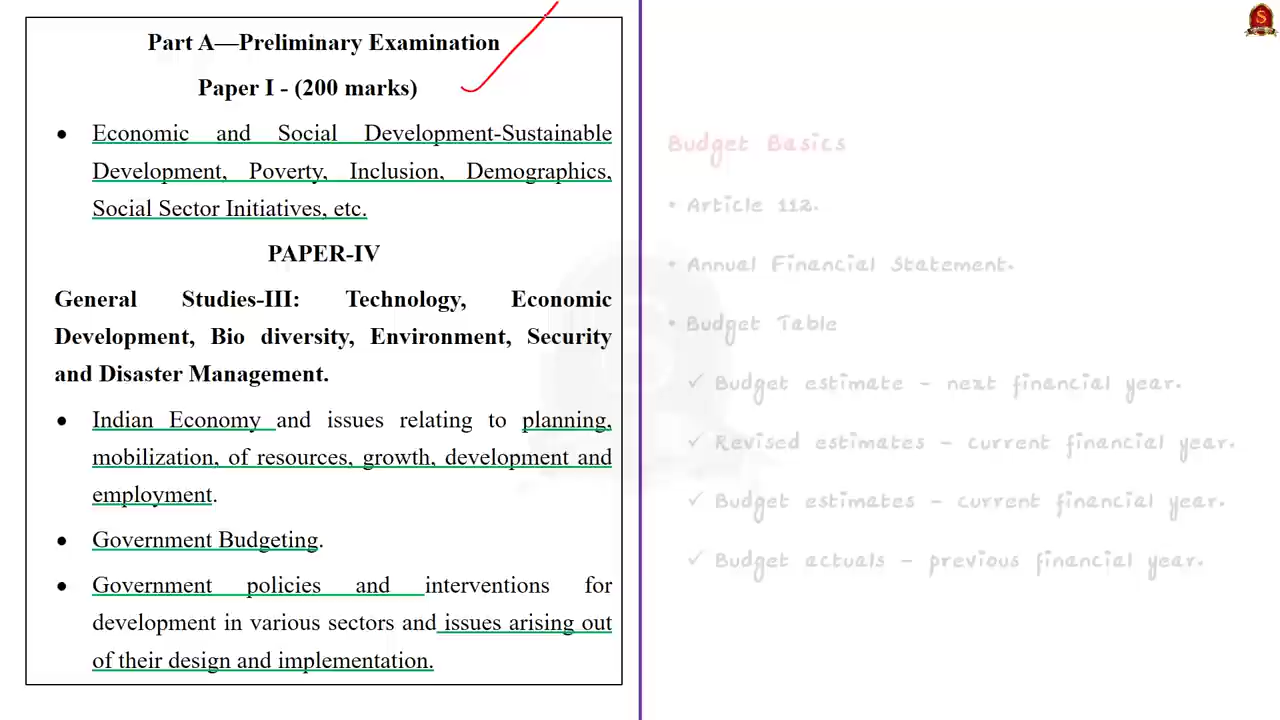 Part A—Preliminary Examination
Paper I - (200 marks)
• Economic and Social Development-Sustainable
Development, Poverty, Inclusion, Demographics,
Social Sector Initiatives, etc.
PAPER-IV
General Studies-III: Technology, Economic
Development, Bio diversity, Environment, Security
and Disaster Management.
• Indian Economy and issues relating to planning,
mobilization, of resources, growth, development and
employment.
• Government Budgeting.
• Government policies and interventions for
development in various sectors and issues arising out
of their design and implementation.
Budget Basics
• Article 112.
• Annual Financial Statement.
• Budget Table
✓ Budget estimate – next financial year.
✓ Revised estimates – current financial year.
✓ Budget estimates – current financial year.
✓ Budget actuals – previous financial year.